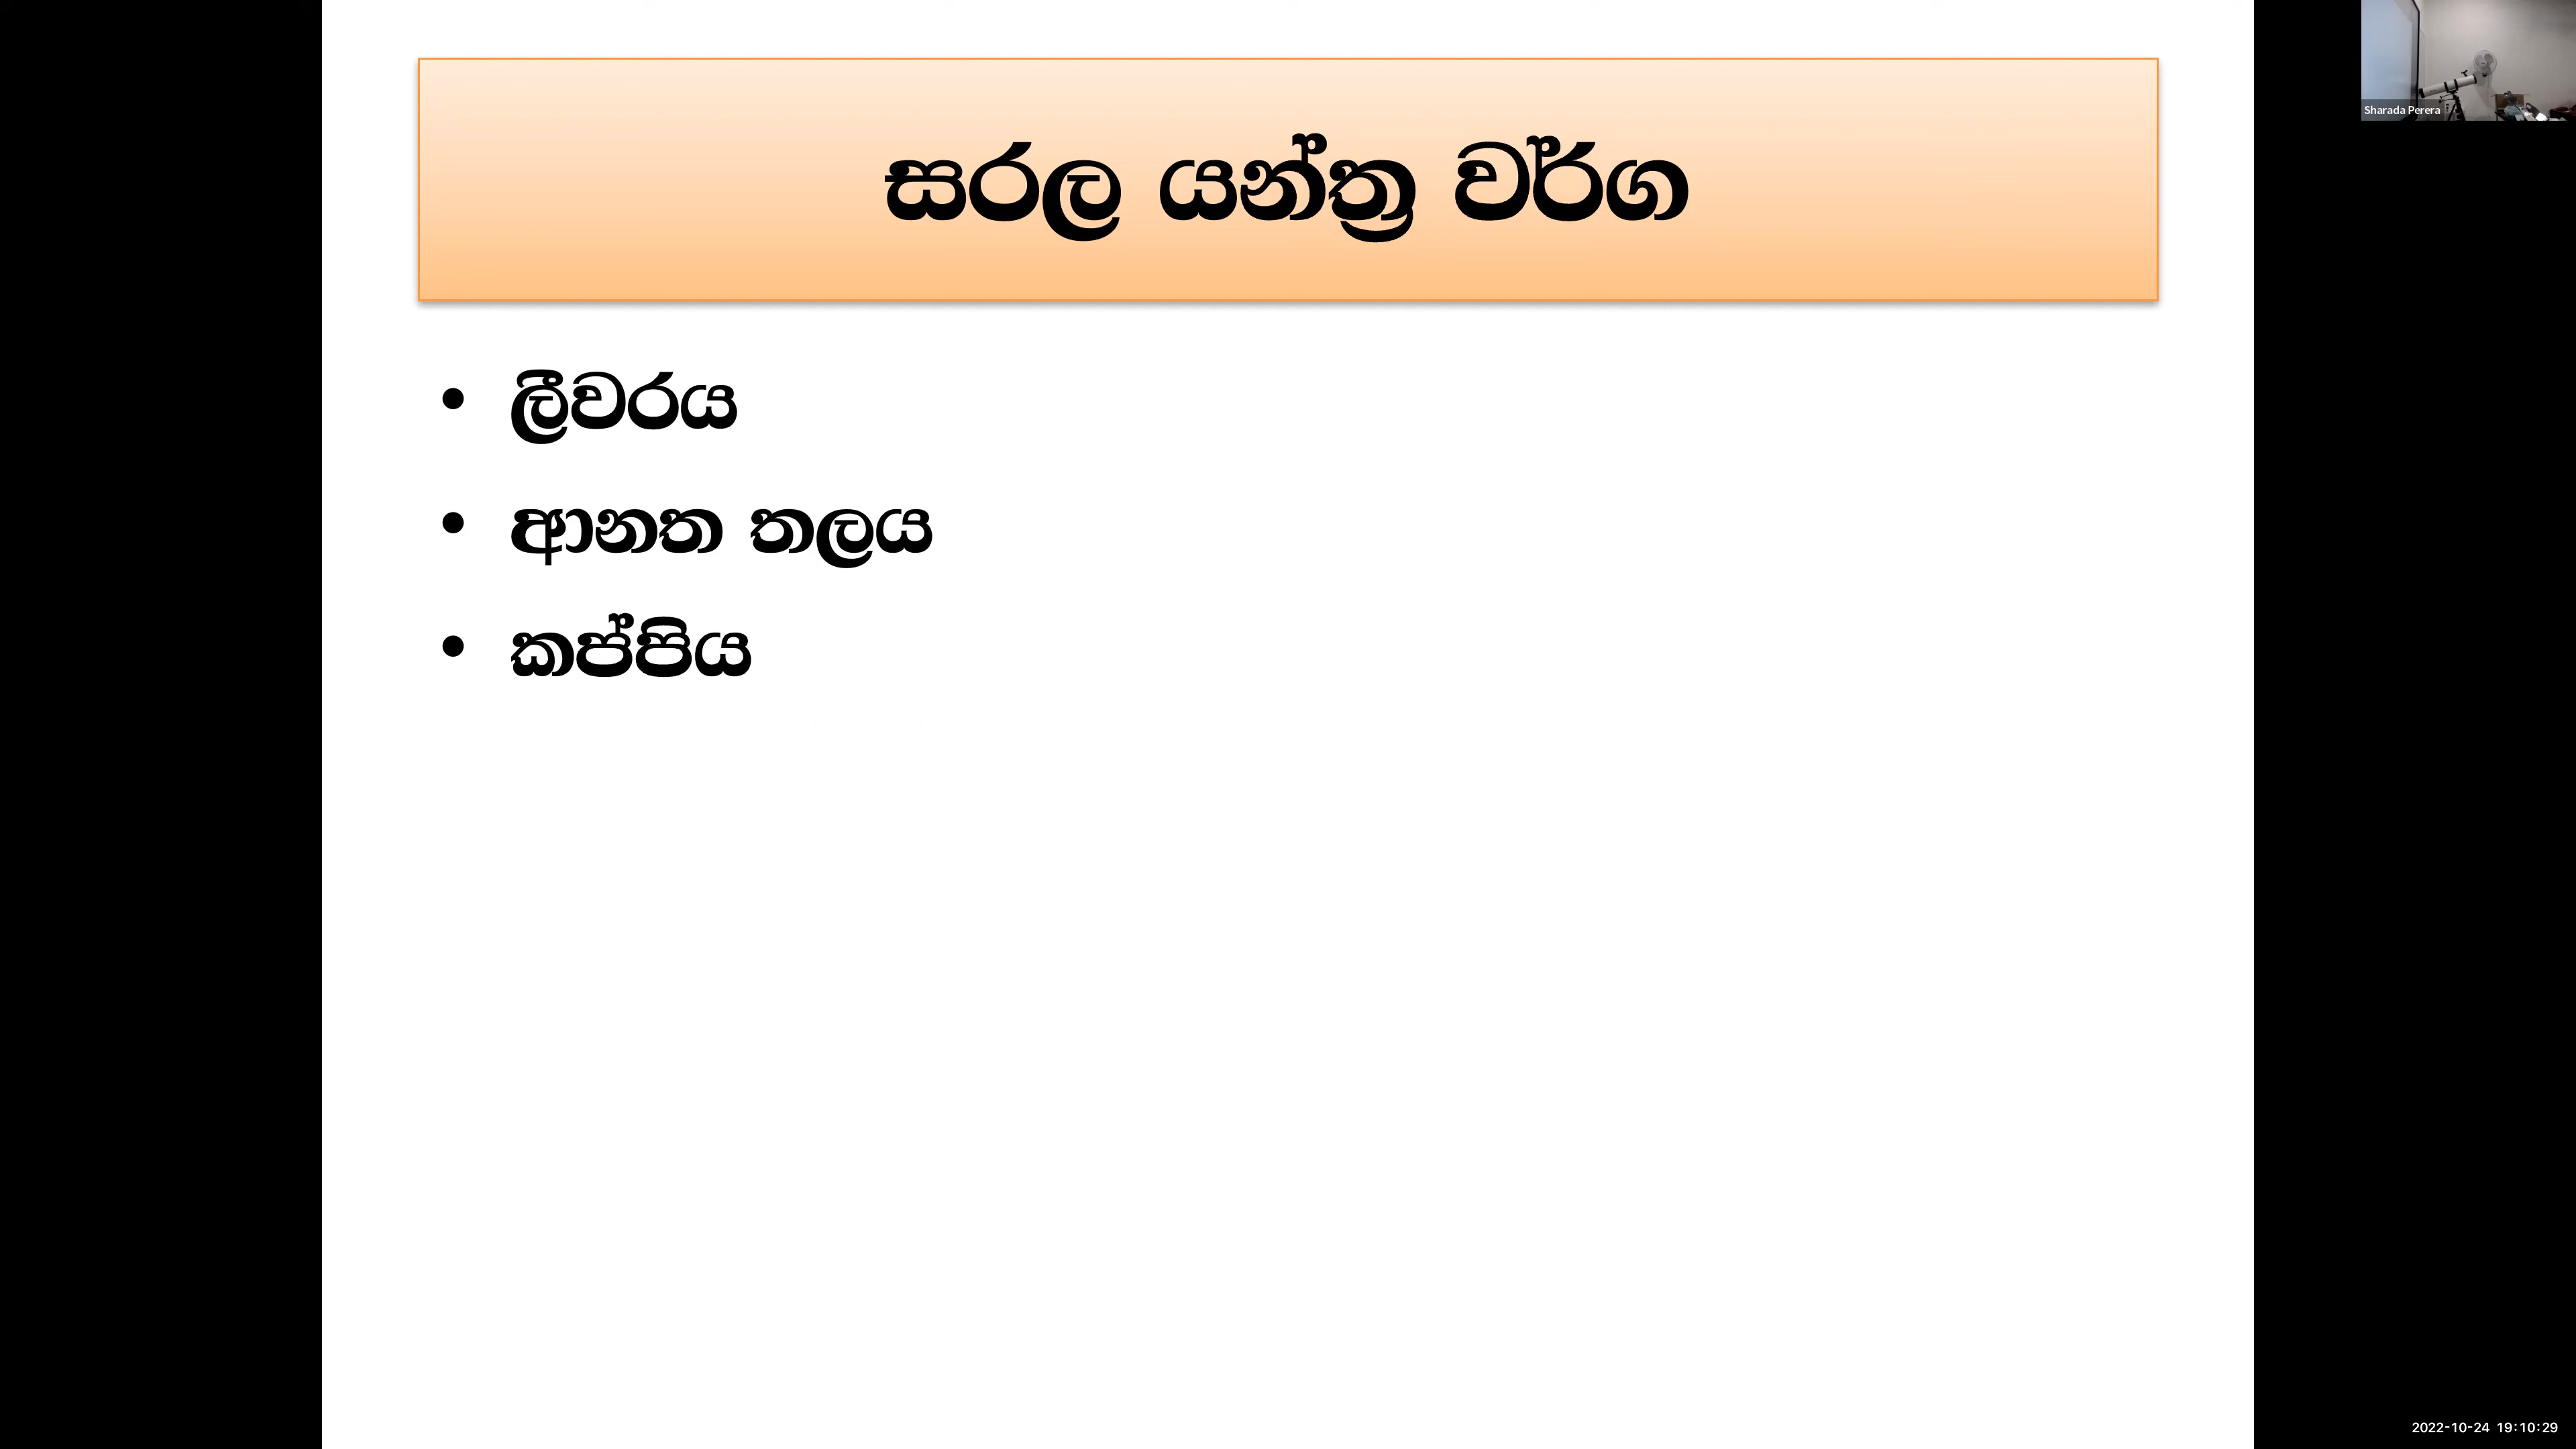 සරල යන්ත්‍ර වර්ග
• ලීවරය
• ආනත තලය
• කප්පිය
Sharada Perera
2022-10-24 19:10:29